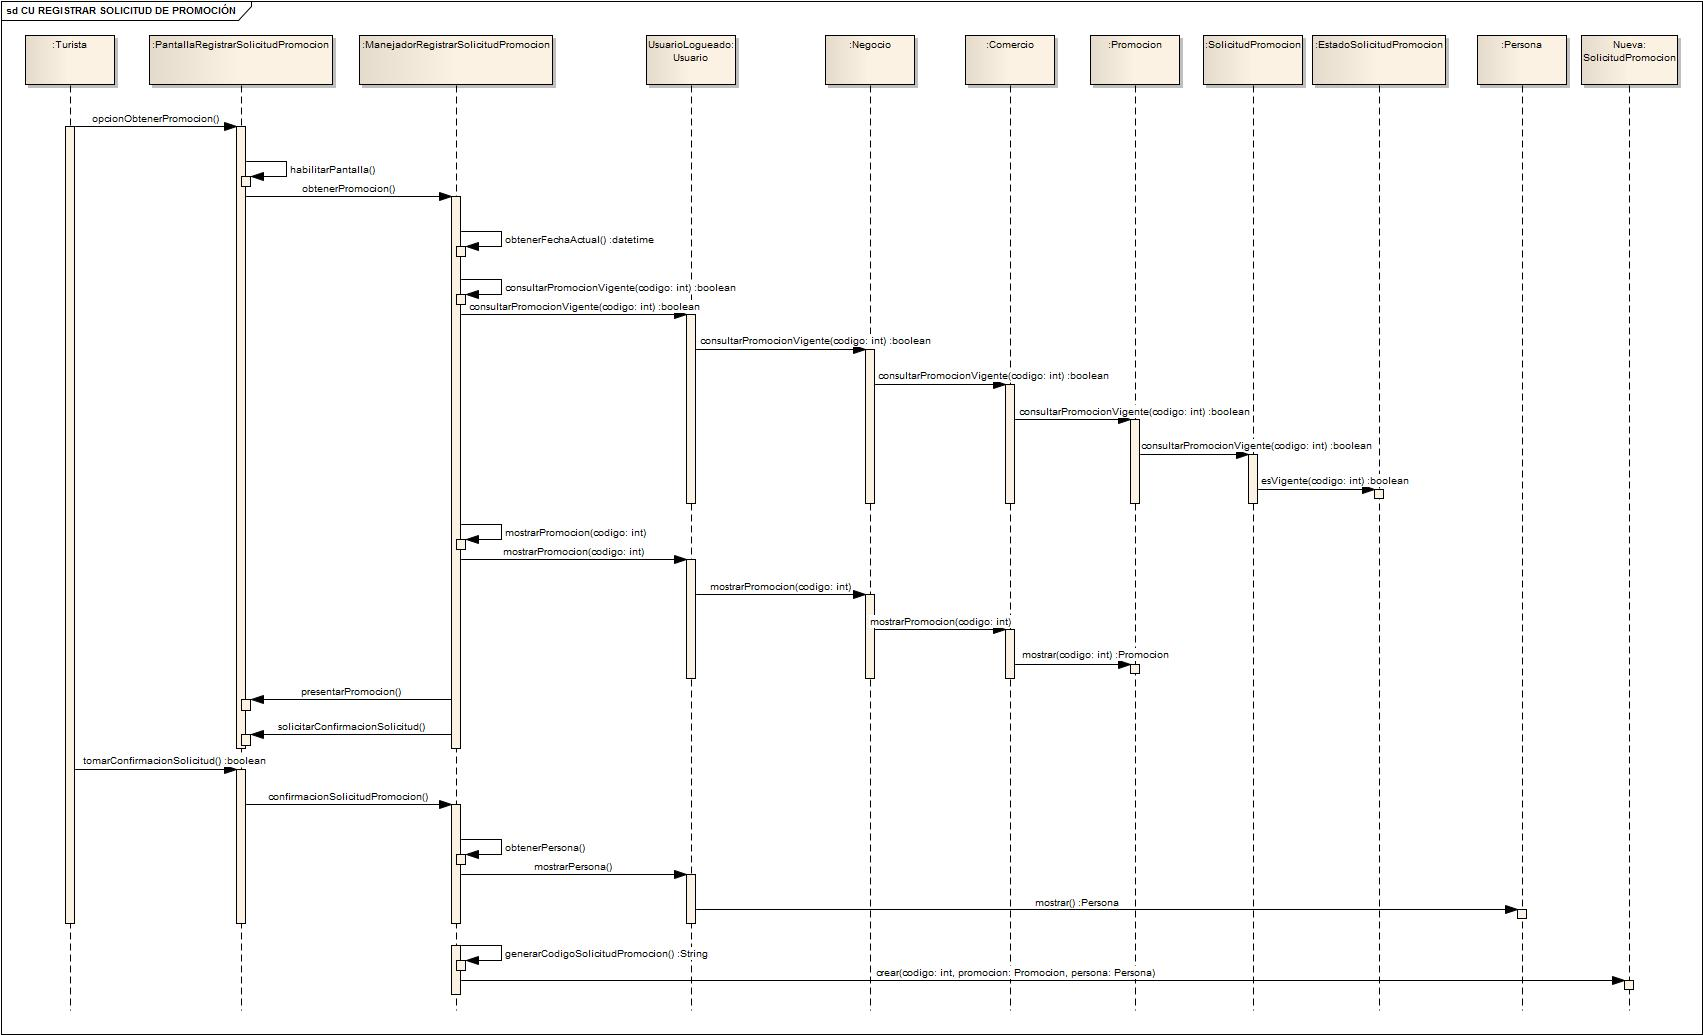 sd CU REGISTRAR SOLICITUD DE PROMOCIÓN
:Turista
:PantallaRegistrarSolicitudPromocion
:ManejadorRegistrarSolicitudPromocion
UsuarioLogueado:
Usuario
:Negocio
:Comercio
:Promocion
:SolicitudPromocion
:EstadoSolicitudPromocion
:Persona
Nueva:
SolicitudPromocion
opcionObtenerPromocion()
habilitarPantalla()
obtenerPromocion()
obtenerFechaActual() :datetime
consultarPromocionVigente(codigo: int) :boolean
consultarPromocionVigente(codigo: int) :boolean
consultarPromocionVigente(codigo: int) :boolean
consultarPromocionVigente(codigo: int) :boolean
consultarPromocionVigente(codigo: int) :boolean
consultarPromocionVigente(codigo: int) :boolean
esVigente(codigo: int) :boolean
mostrarPromocion(codigo: int)
mostrarPromocion(codigo: int)
mostrarPromocion(codigo: int)
mostrarPromocion(codigo: int)
mostrar(codigo: int) :Promocion
presentarPromocion()
solicitarConfirmacionSolicitud()
tomarConfirmacionSolicitud() :boolean
confirmacionSolicitudPromocion()
obtenerPersona()
mostrarPersona()
mostrar() :Persona
generarCodigoSolicitudPromocion() :String
crear(codigo: int, promocion: Promocion, persona: Persona)